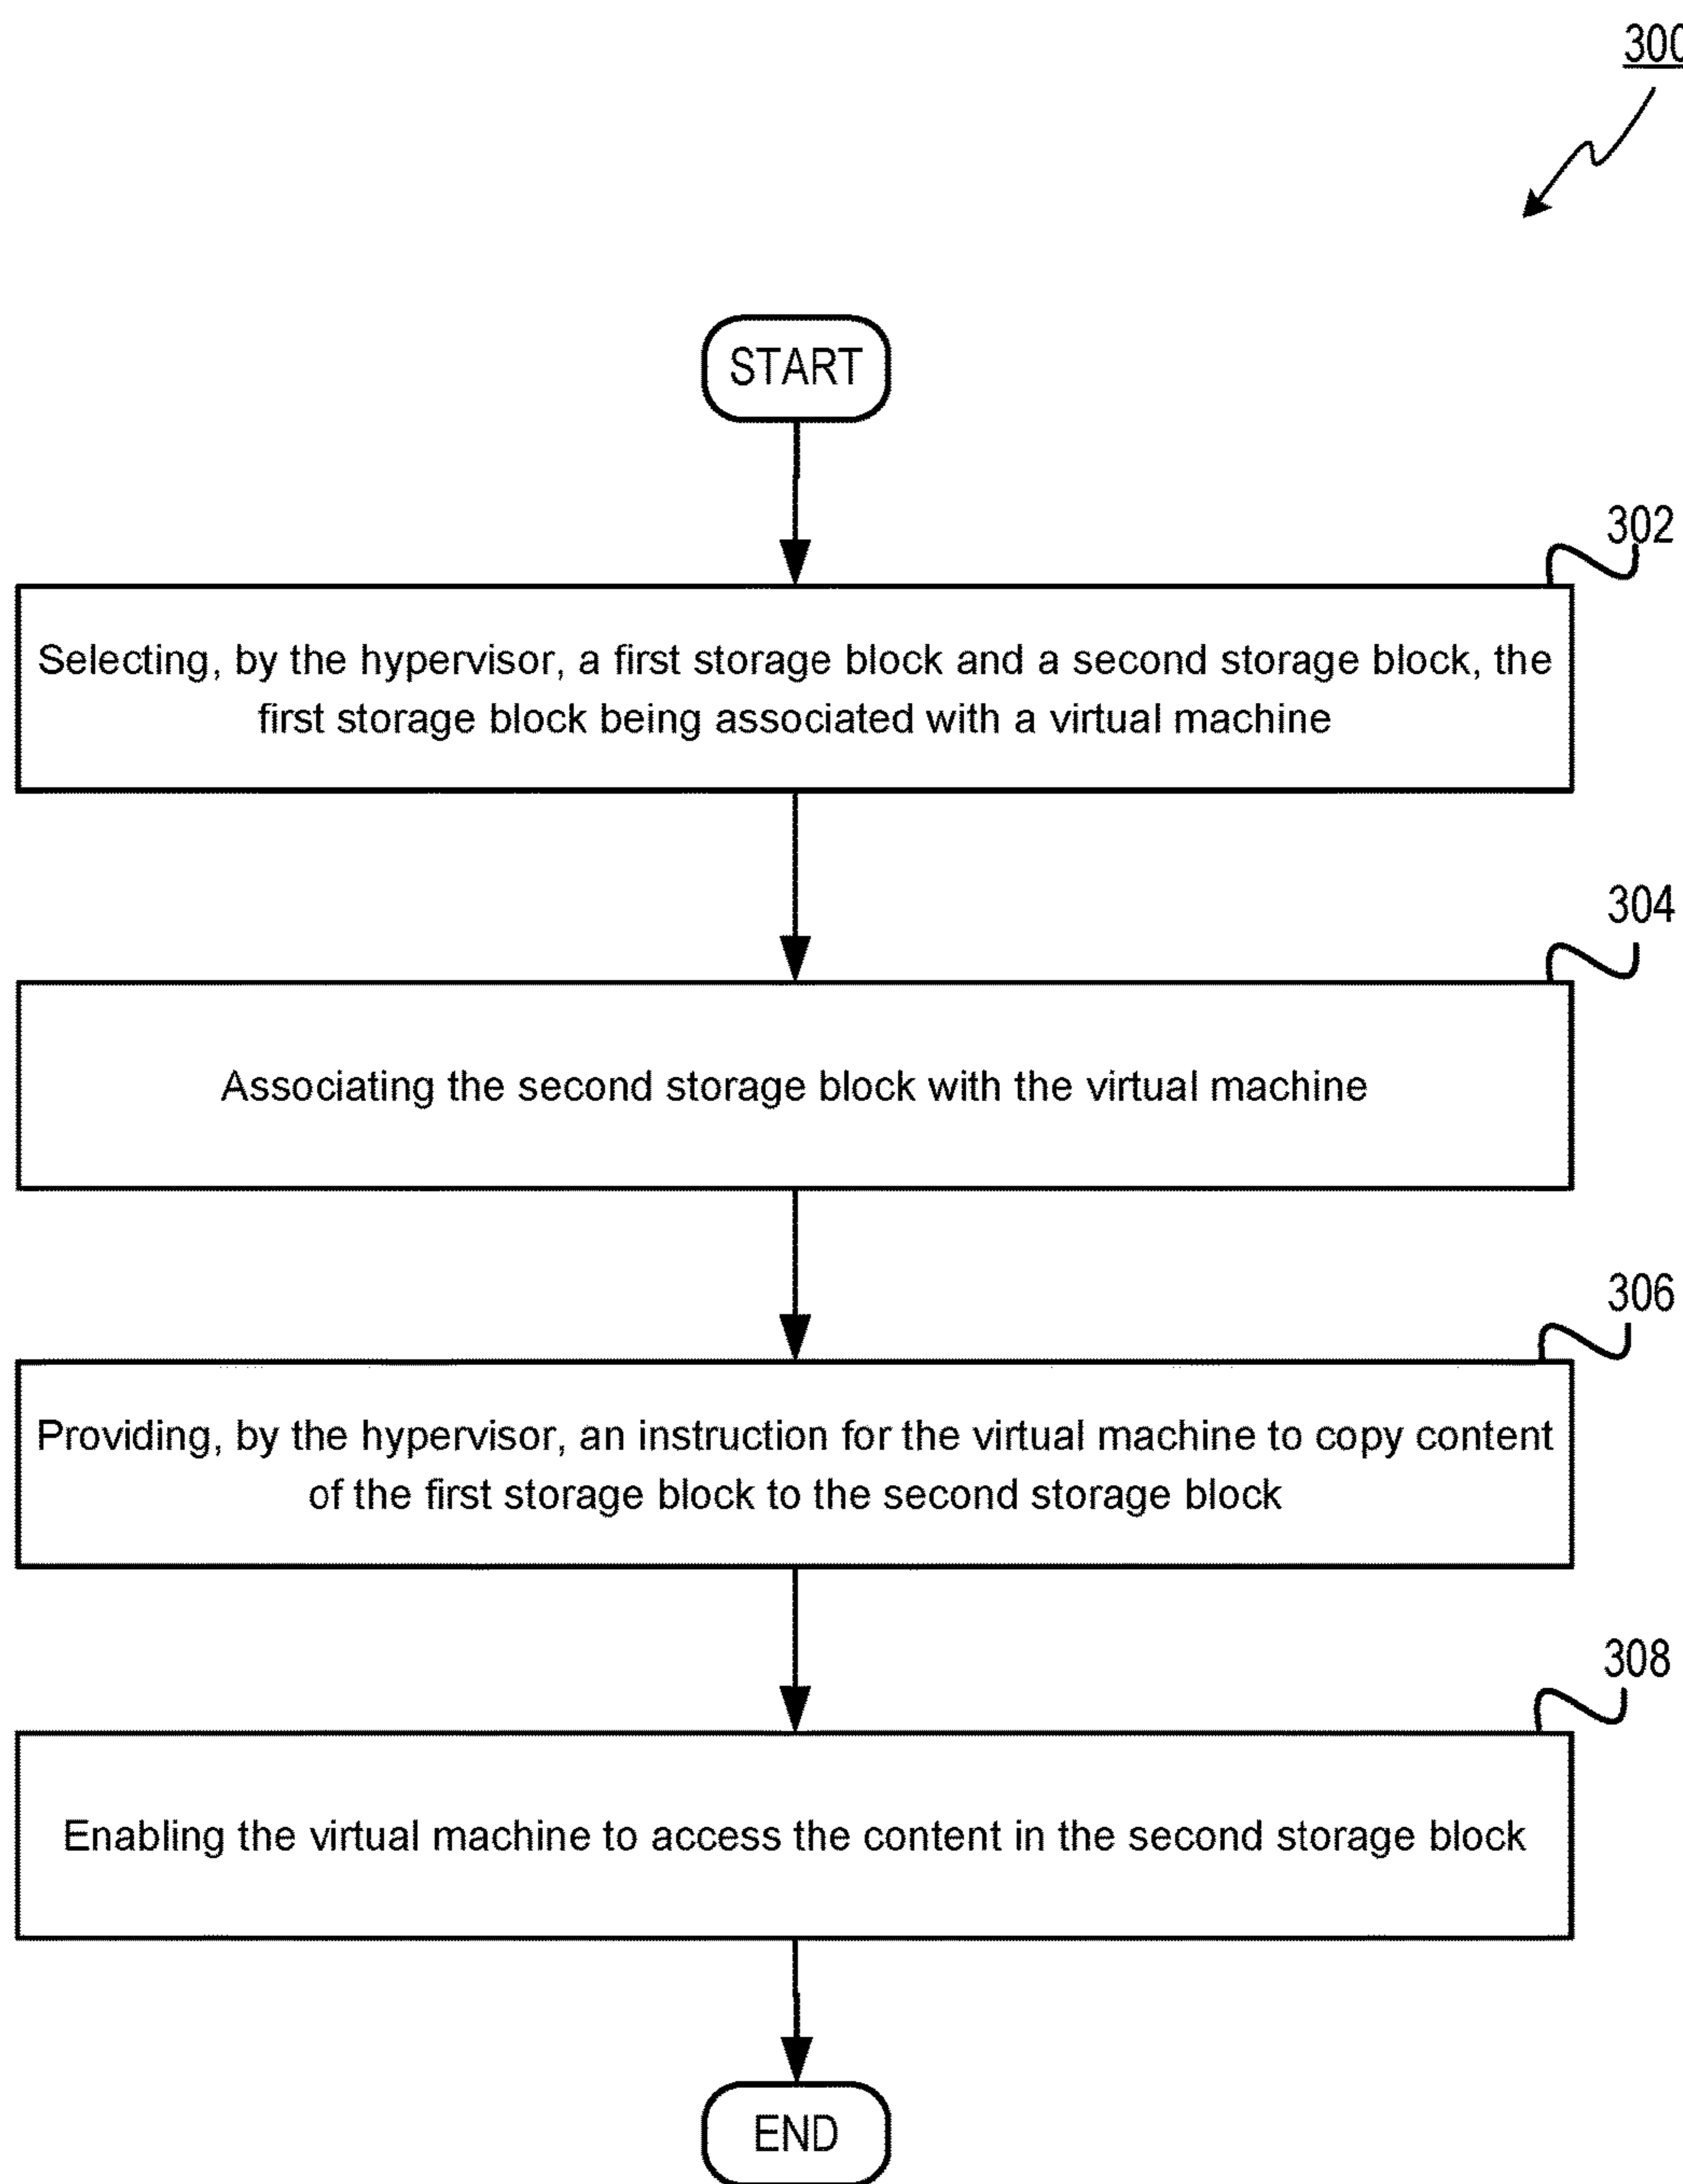 300
START
302
Selecting, by the hypervisor, a first storage block and a second storage block, the
first storage block being associated with a virtual machine
304
Associating the second storage block with the virtual machine
306
Providing, by the hypervisor, an instruction for the virtual machine to copy content
of the first storage block to the second storage block
308
Enabling the virtual machine to access the content in the second storage block
END